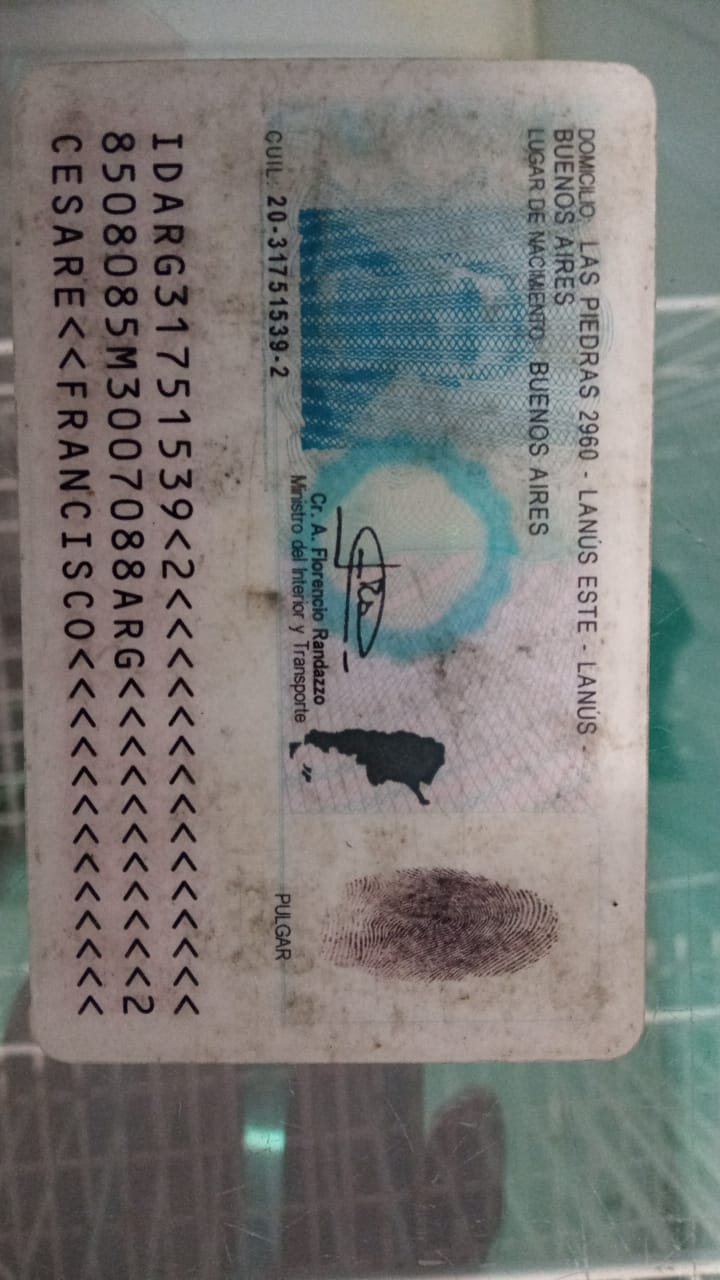 DOMICILIO: LAS PIEDRAS 2960 - LANÚS ESTE - LANÚS -
BUENOS AIRES
LUGAR DE NACIMIENTO: BUENOS AIRES
Cr. A. Florencio Randazzo
Ministro del Interior y Transporte
CUIL: 20-31751539-2
PULGAR
IDARG31751539<2<<<<<<<<<<<<<<<
8508085M3007088ARG<<<<<<<<<<<2
CESARE<<FRANCISCO<<<<<<<<<<<<<